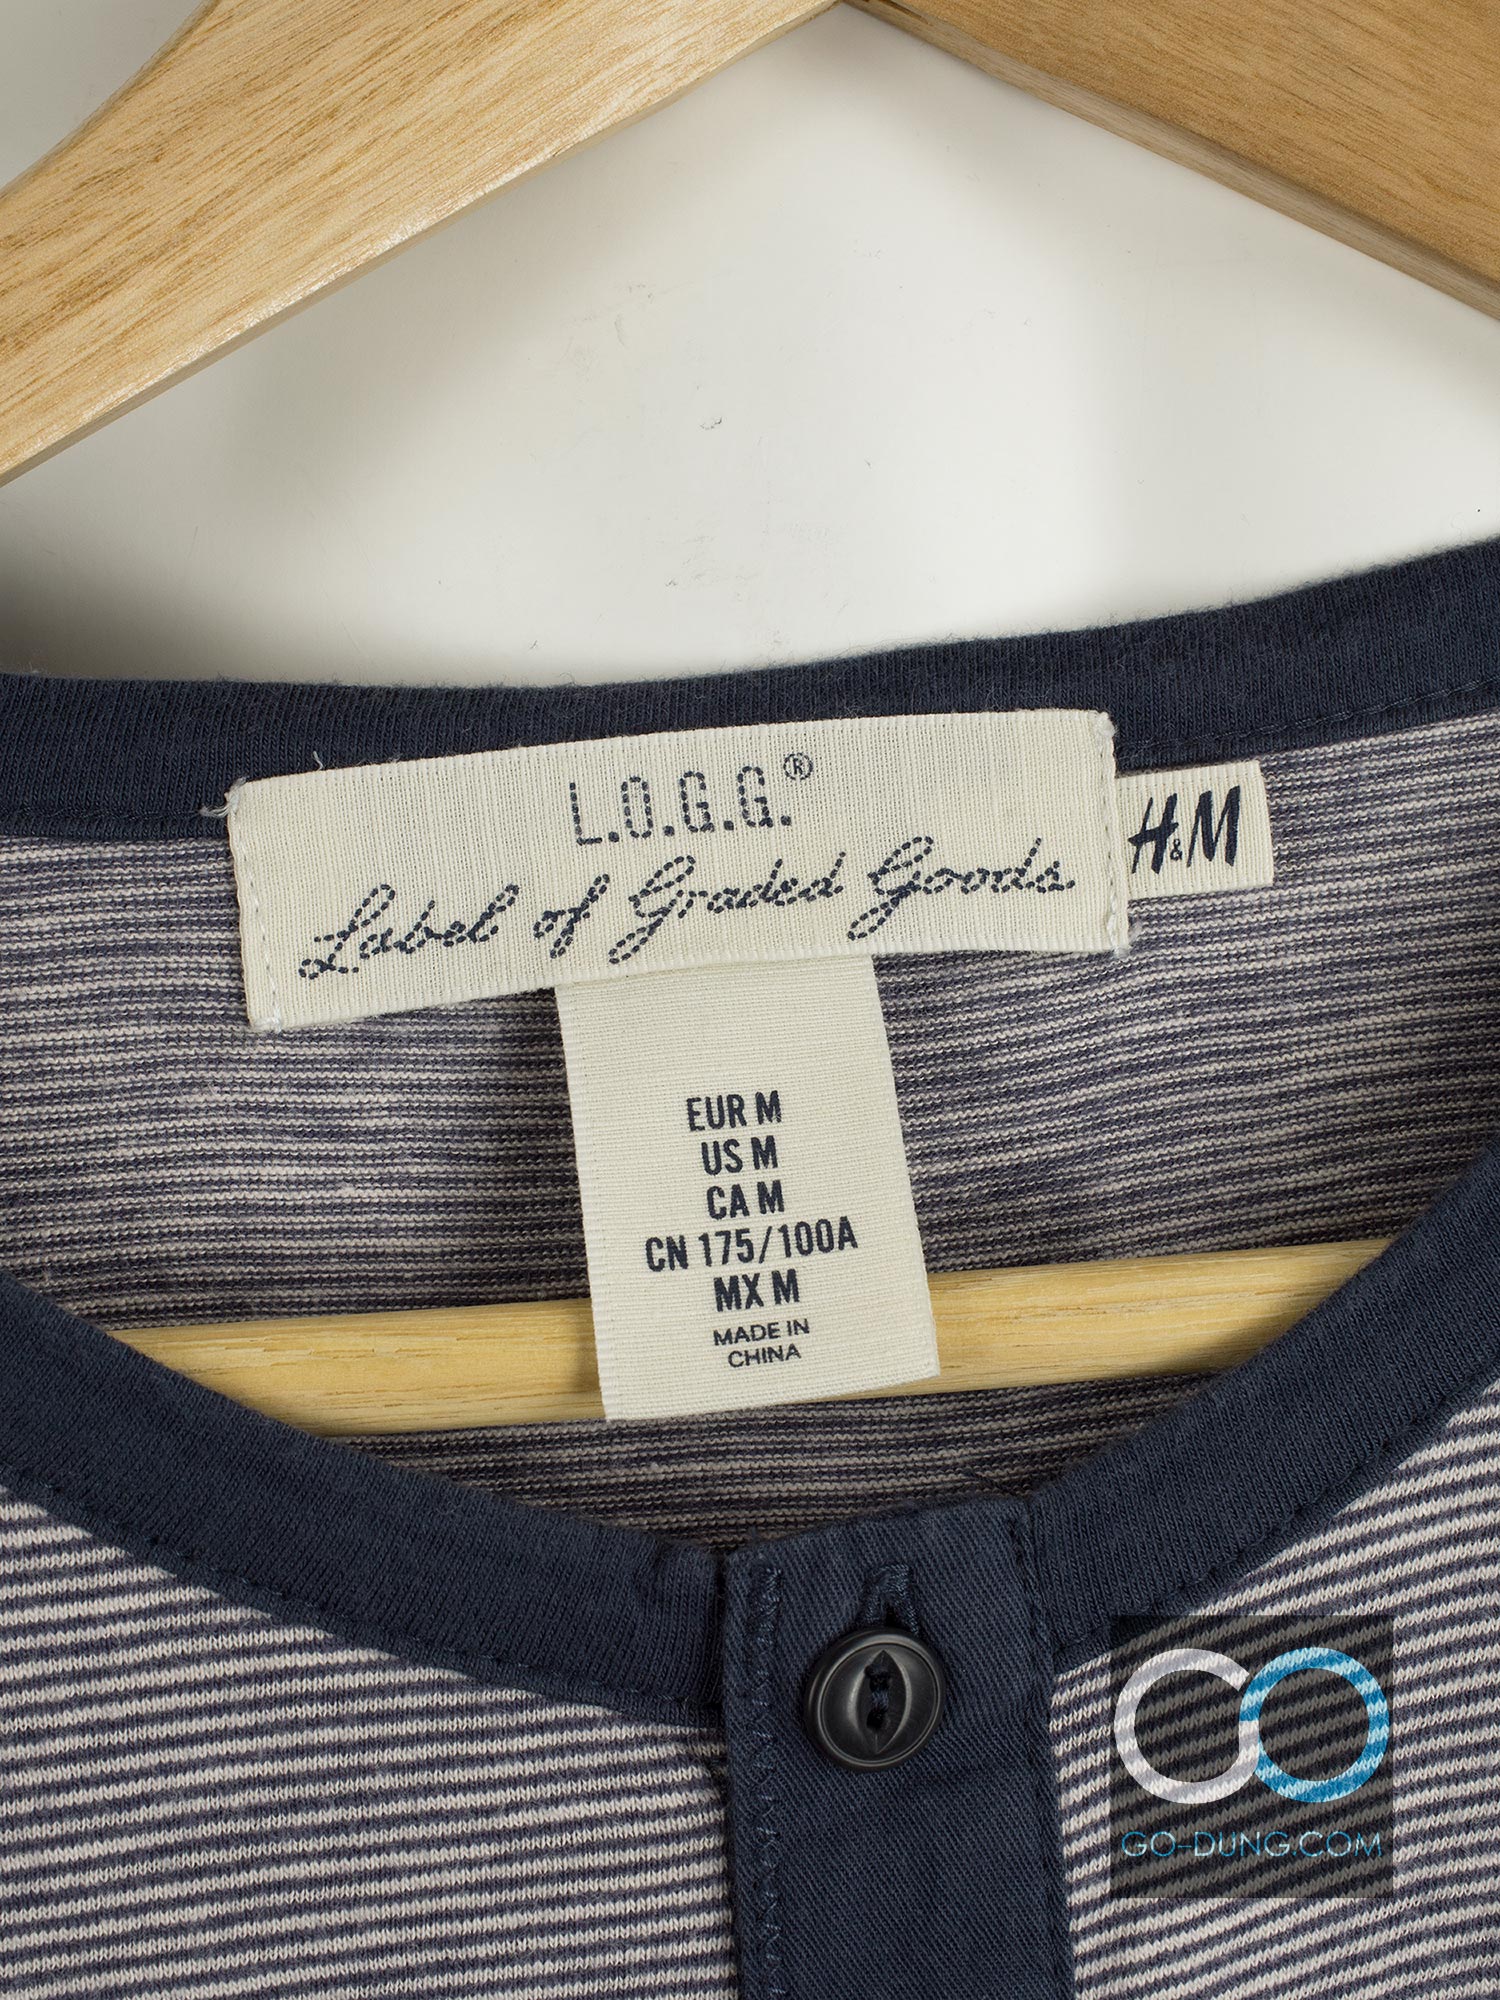 L.O.G.G.®
Label of Graded Goods
H&M
EUR M
US M
CA M
CN 175/100A
MX M
MADE IN
CHINA
GO-DUNG.COM